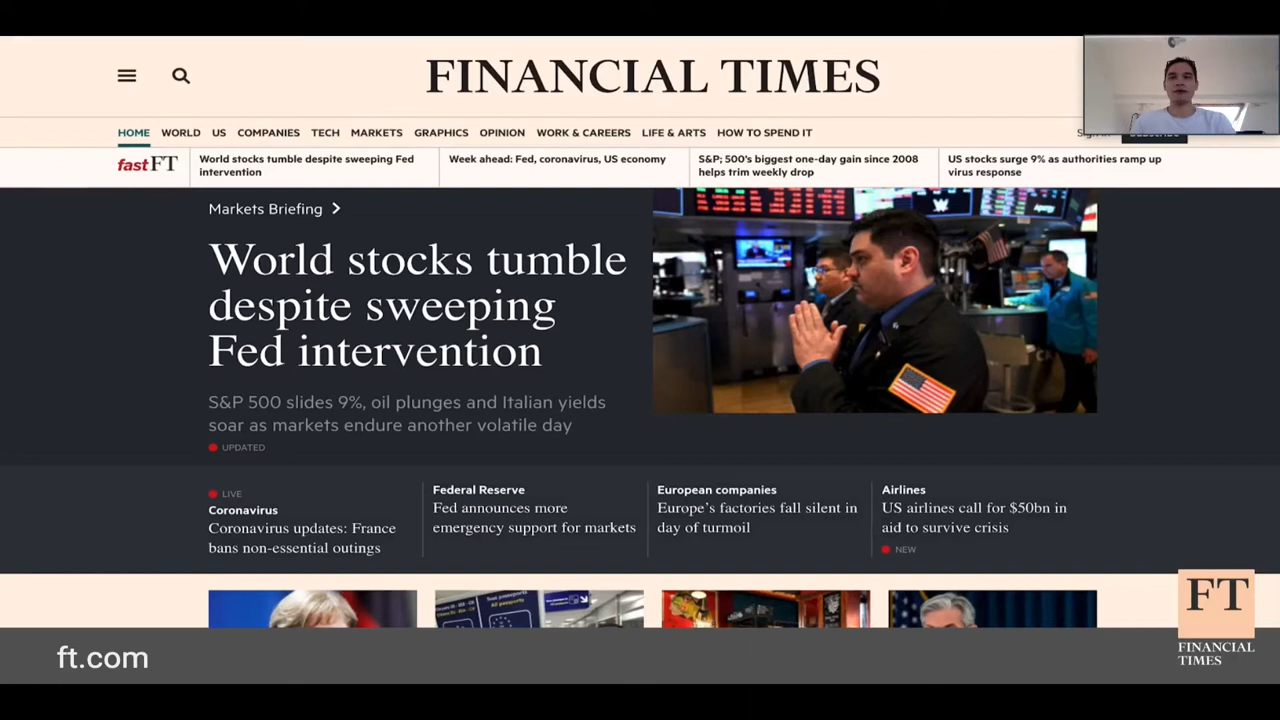 FINANCIAL TIMES
HOME WORLD US COMPANIES TECH MARKETS GRAPHICS OPINION WORK & CAREERS LIFE & ARTS HOW TO SPEND IT
fastFT
World stocks tumble despite sweeping Fed
intervention
Week ahead: Fed, coronavirus, US economy
S&P; 500's biggest one-day gain since 2008
helps trim weekly drop
US stocks surge 9% as authorities ramp up
virus response
Markets Briefing
World stocks tumble
despite sweeping
Fed intervention
S&P 500 slides 9%, oil plunges and Italian yields
soar as markets endure another volatile day
UPDATED
LIVE
Coronavirus
Coronavirus updates: France
bans non-essential outings
Federal Reserve
Fed announces more
emergency support for markets
European companies
Europe's factories fall silent in
day of turmoil
Airlines
US airlines call for $50bn in
aid to survive crisis
NEW
ft.com
FT
FINANCIAL
TIMES